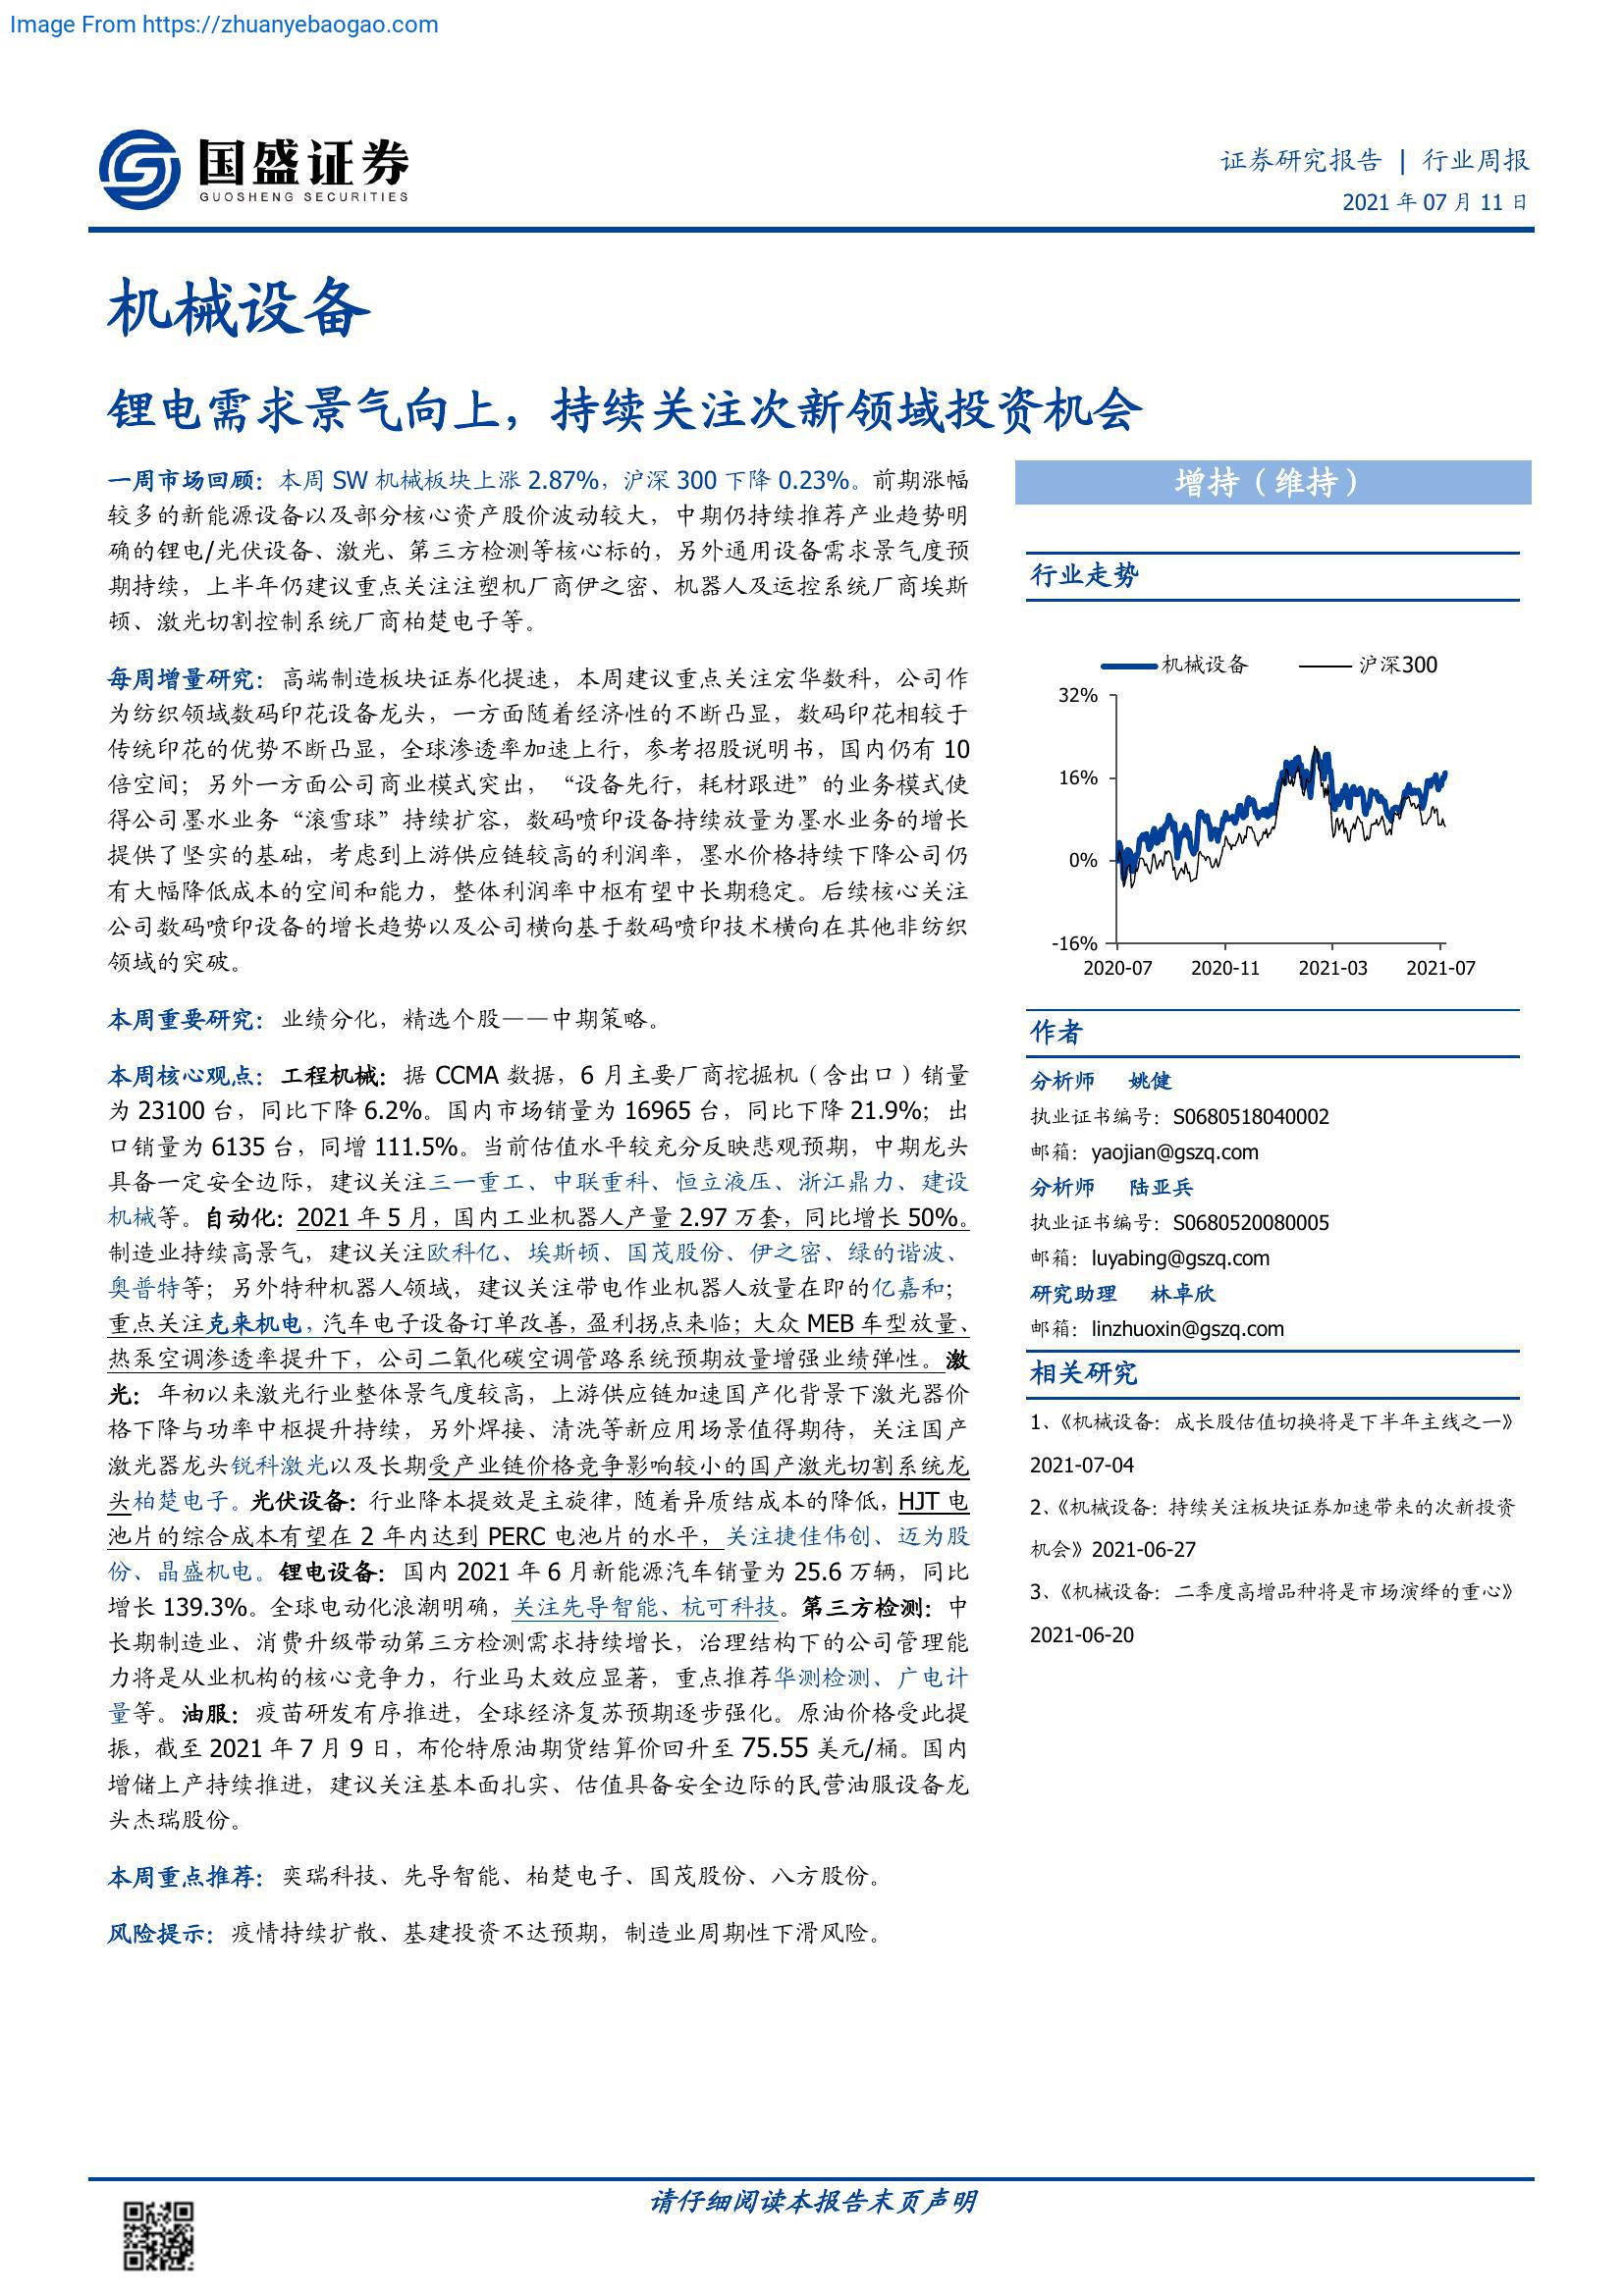 Image From https://zhuanyebaogao.com
国盛证券
GUOSHENG SECURITIES
证券研究报告 | 行业周报
2021 年 07 月 11 日
机械设备
锂电需求景气向上，持续关注次新领域投资机会
一周市场回顾：本周 SW 机械板块上涨 2.87%，沪深 300 下降 0.23%。前期涨幅
较多的新能源设备以及部分核心资产股价波动较大，中期仍持续推荐产业趋势明
确的锂电/光伏设备、激光、第三方检测等核心标的，另外通用设备需求景气度预
期持续，上半年仍建议重点关注注塑机厂商伊之密、机器人及运控系统厂商埃斯
顿、激光切割控制系统厂商柏楚电子等。
每周增量研究：高端制造板块证券化提速，本周建议重点关注宏华数科，公司作
为纺织领域数码印花设备龙头，一方面随着经济性的不断凸显，数码印花相较于
传统印花的优势不断凸显，全球渗透率加速上行，参考招股说明书，国内仍有 10
倍空间；另外一方面公司商业模式突出，“设备先行，耗材跟进”的业务模式使
得公司墨水业务“滚雪球”持续扩容，数码喷印设备持续放量为墨水业务的增长
提供了坚实的基础，考虑到上游供应链较高的利润率，墨水价格持续下降公司仍
有大幅降低成本的空间和能力，整体利润率中枢有望中长期稳定。后续核心关注
公司数码喷印设备的增长趋势以及公司横向基于数码喷印技术横向在其他非纺织
领域的突破。
本周重要研究：业绩分化，精选个股——中期策略。
本周核心观点：工程机械：据 CCMA 数据，6 月主要厂商挖掘机（含出口）销量
为 23100 台，同比下降 6.2%。国内市场销量为 16965 台，同比下降 21.9%；出
口销量为 6135 台，同增 111.5%。当前估值水平较充分反映悲观预期，中期龙头
具备一定安全边际，建议关注三一重工、中联重科、恒立液压、浙江鼎力、建设
机械等。自动化：2021 年 5 月，国内工业机器人产量 2.97 万套，同比增长 50%。
制造业持续高景气，建议关注欧科亿、埃斯顿、国茂股份、伊之密、绿的谐波、
奥普特等；另外特种机器人领域，建议关注带电作业机器人放量在即的亿嘉和；
重点关注克来机电，汽车电子设备订单改善，盈利拐点来临；大众 MEB 车型放量、
热泵空调渗透率提升下，公司二氧化碳空调管路系统预期放量增强业绩弹性。激
光：年初以来激光行业整体景气度较高，上游供应链加速国产化背景下激光器价
格下降与功率中枢提升持续，另外焊接、清洗等新应用场景值得期待，关注国产
激光器龙头锐科激光以及长期受产业链价格竞争影响较小的国产激光切割系统龙
头柏楚电子。光伏设备：行业降本提效是主旋律，随着异质结成本的降低，HJT 电
池片的综合成本有望在 2 年内达到 PERC 电池片的水平，关注捷佳伟创、迈为股
份、晶盛机电。锂电设备：国内 2021 年 6 月新能源汽车销量为 25.6 万辆，同比
增长 139.3%。全球电动化浪潮明确，关注先导智能、杭可科技。第三方检测：中
长期制造业、消费升级带动第三方检测需求持续增长，治理结构下的公司管理能
力将是从业机构的核心竞争力，行业马太效应显著，重点推荐华测检测、广电计
量等。油服：疫苗研发有序推进，全球经济复苏预期逐步强化。原油价格受此提
振，截至 2021 年 7 月 9 日，布伦特原油期货结算价回升至 75.55 美元/桶。国内
增储上产持续推进，建议关注基本面扎实、估值具备安全边际的民营油服设备龙
头杰瑞股份。
本周重点推荐：奕瑞科技、先导智能、柏楚电子、国茂股份、八方股份。
风险提示：疫情持续扩散、基建投资不达预期，制造业周期性下滑风险。
增持（维持）
行业走势
机械设备 沪深300
32%
16%
0%
-16%
2020-07 2020-11 2021-03 2021-07
作者
分析师 姚健
执业证书编号：S0680518040002
邮箱：yaojian@gszq.com
分析师 陆亚兵
执业证书编号：S0680520080005
邮箱：luyabing@gszq.com
研究助理 林卓欣
邮箱：linzhuoxin@gszq.com
相关研究
1、《机械设备：成长股估值切换将是下半年主线之一》
2021-07-04
2、《机械设备：持续关注板块证券加速带来的次新投资
机会》2021-06-27
3、《机械设备：二季度高增品种将是市场演绎的重心》
2021-06-20
请仔细阅读本报告末页声明